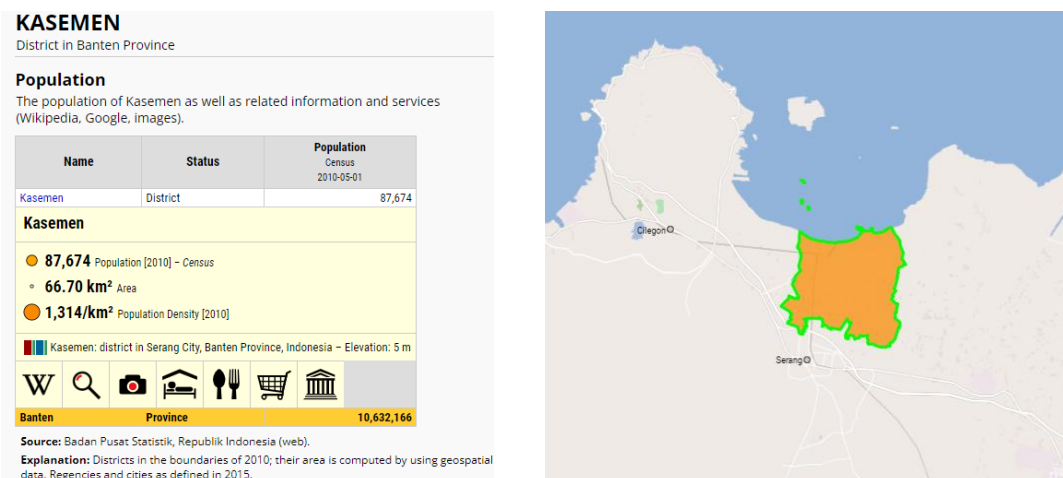 KASEMEN
District in Banten Province
Population
The population of Kasemen as well as related information and services
(Wikipedia, Google, images).
Name Status Population
Census
2010-05-01
Kasemen District 87,674
Kasemen
87,674 Population [2010] – Census
66.70 km² Area
1,314/km² Population Density [2010]
Kasemen: district in Serang City, Banten Province, Indonesia – Elevation: 5 m
W
Banten Province 10,632,166
Source: Badan Pusat Statistik, Republik Indonesia (web).
Explanation: Districts in the boundaries of 2010; their area is computed by using geospatial
data. Regencies and cities as defined in 2015.
Cilegon
Serang